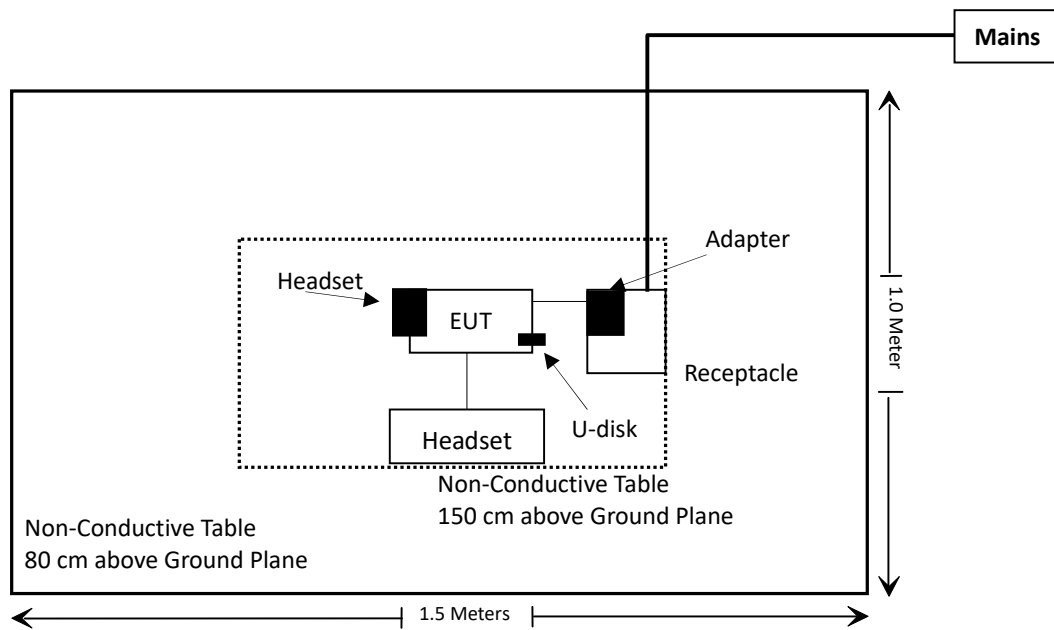 Mains
Adapter
Headset
EUT
1.0 Meter
Receptacle
U-disk
Headset
Non-Conductive Table
150 cm above Ground Plane
Non-Conductive Table
80 cm above Ground Plane
1.5 Meters